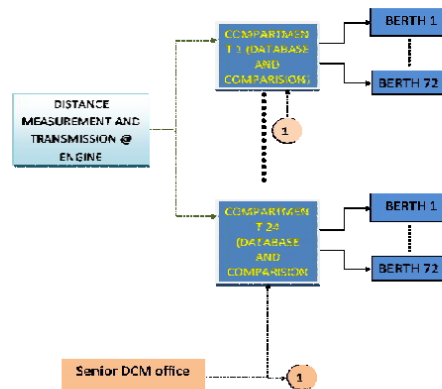 COMPARTMEN
T 1 (DATABASE
AND
COMPARISION)
BERTH 1
BERTH 72
DISTANCE
MEASUREMENT AND
TRANSMISSION @
ENGINE
1
COMPARTMEN
T 24
(DATABASE
AND
COMPARISION
BERTH 1
BERTH 72
Senior DCM office
1